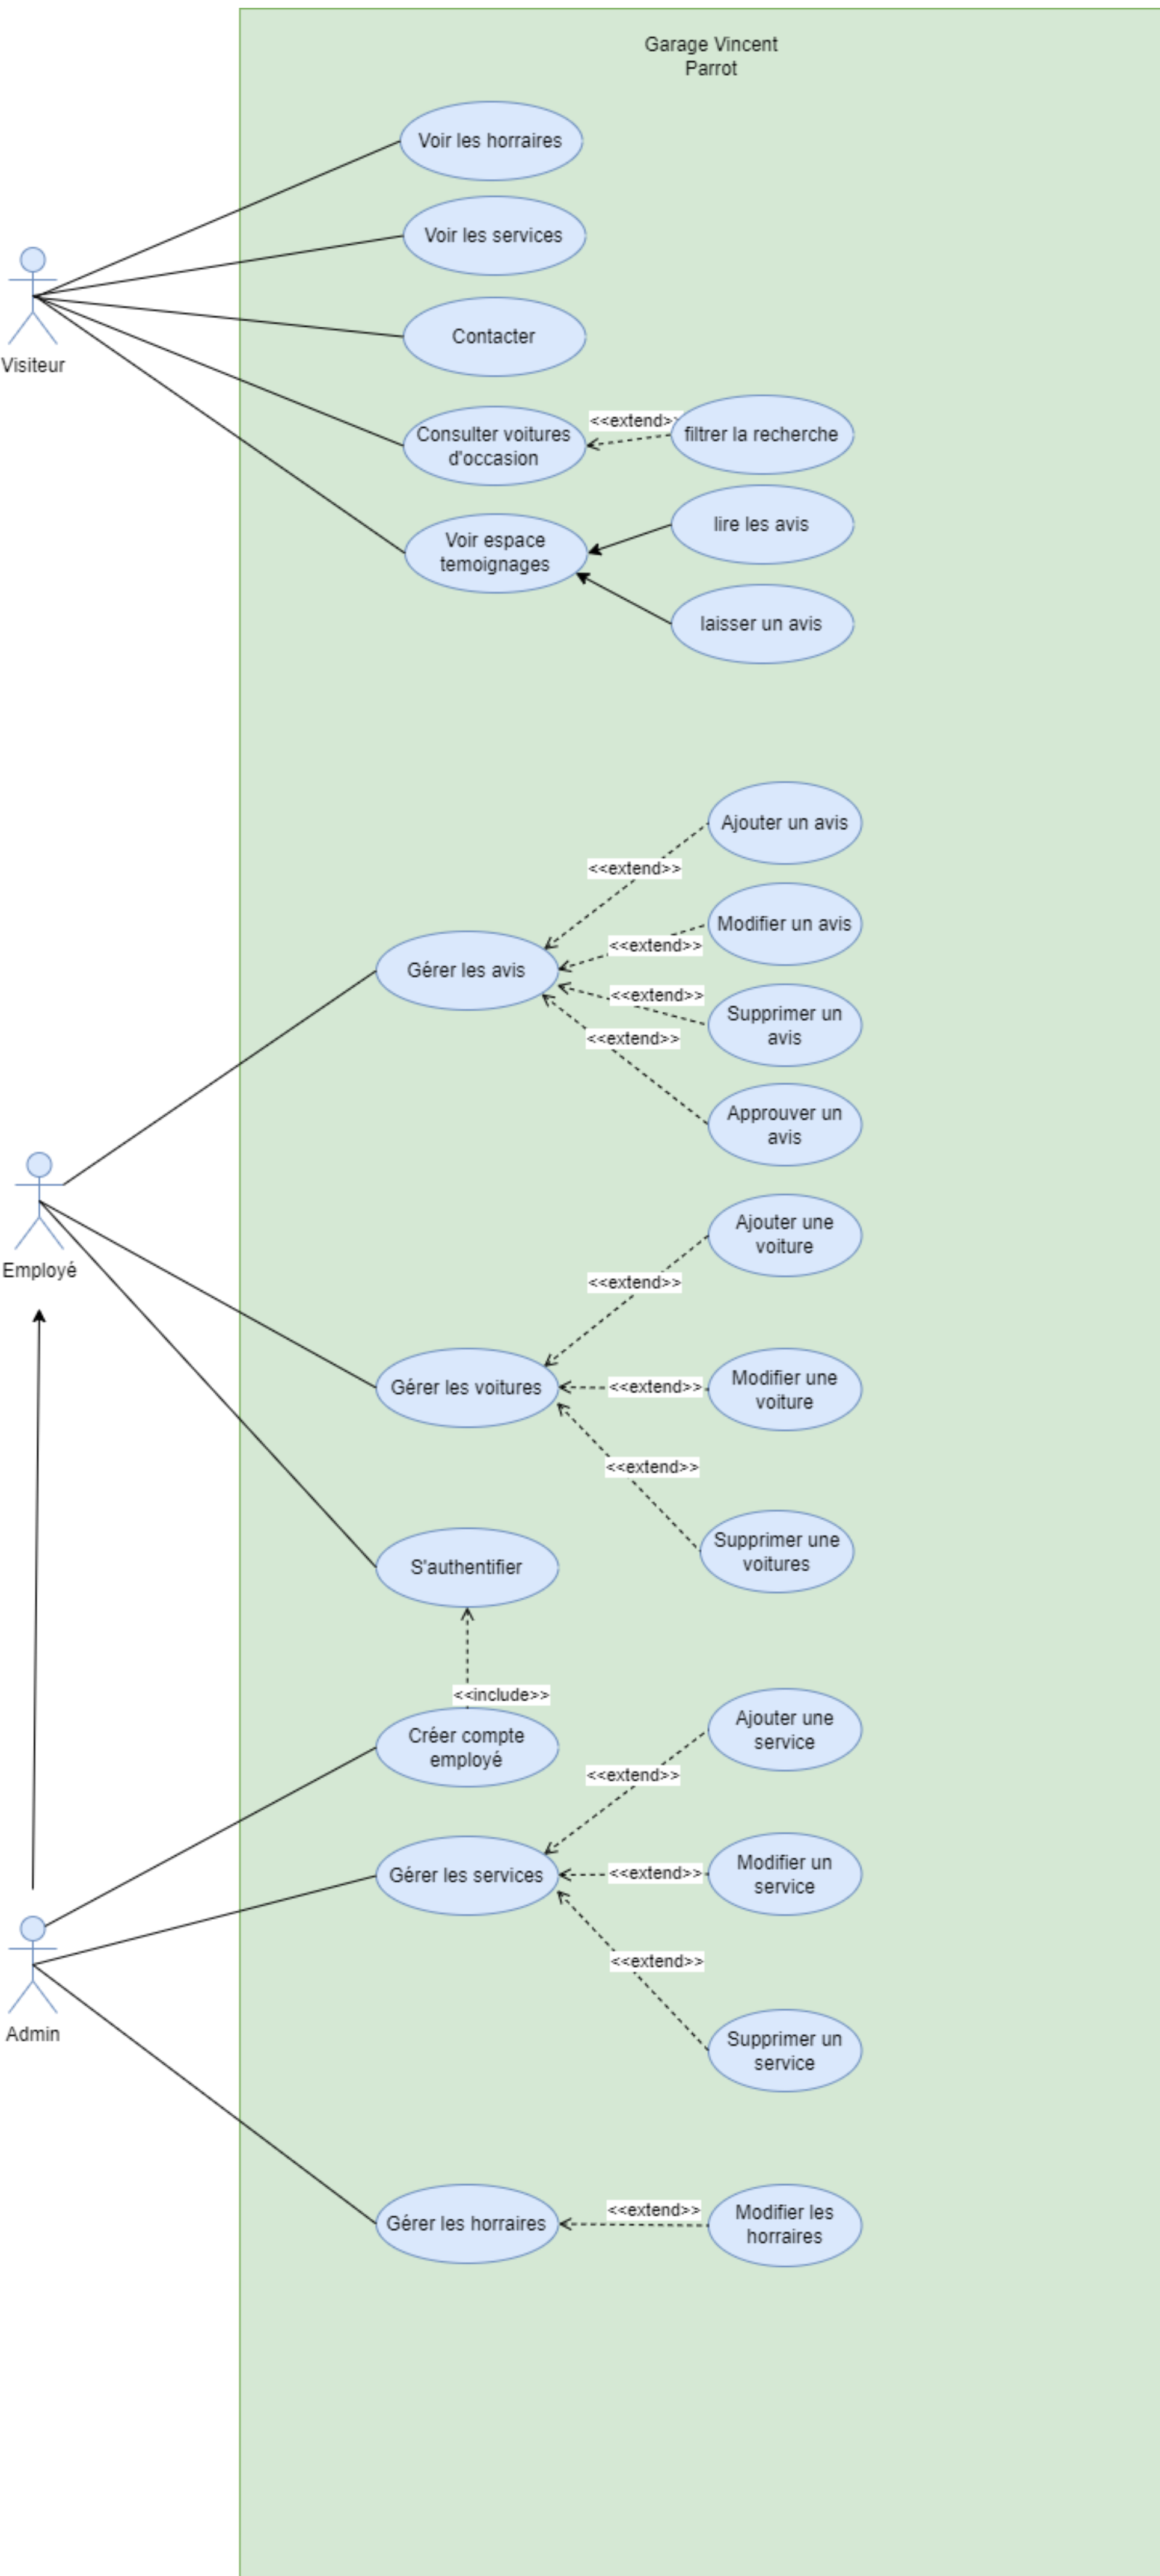 Garage Vincent
Parrot
Voir les horraires
Voir les services
Visiteur
Contacter
Consulter voitures
d'occasion
<<extend>>
filtrer la recherche
lire les avis
Voir espace
temoignages
laisser un avis
Ajouter un avis
<<extend>>
Modifier un avis
<<extend>>
Gérer les avis
<<extend>>
Supprimer un
avis
<<extend>>
Approuver un
avis
Employé
Ajouter une
voiture
<<extend>>
Gérer les voitures
<<extend>>
Modifier une
voiture
<<extend>>
Supprimer une
voitures
S'authentifier
<<include>>
Créer compte
employé
Ajouter une
service
<<extend>>
Gérer les services
<<extend>>
Modifier un
service
<<extend>>
Admin
Supprimer un
service
Gérer les horraires
<<extend>>
Modifier les
horraires